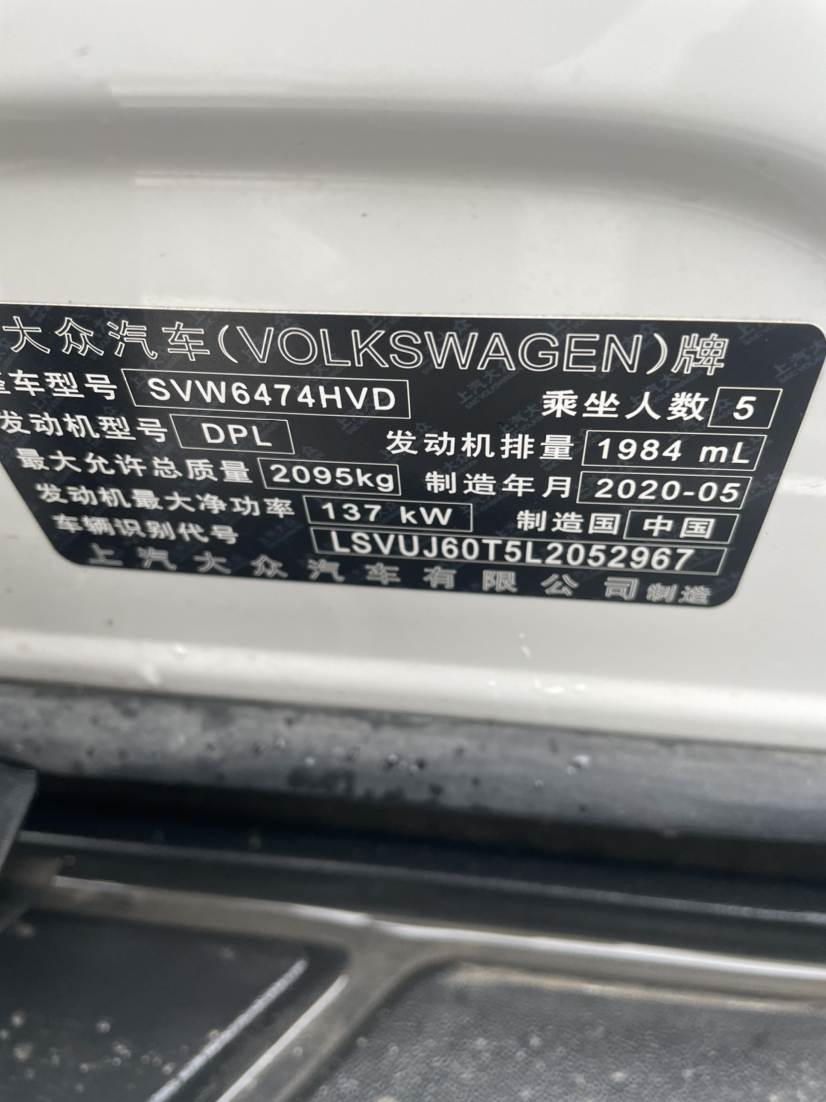 大众汽车(VOLKSWAGEN)牌
整车型号 SVW6474HVD 乘坐人数 5
发动机型号 DPL 发动机排量 1984 mL
最大允许总质量 2095kg 制造年月 2020-05
发动机最大净功率 137 kW 制造国 中国
车辆识别代号 LSVUJ60T5L2052967
上汽大众汽车有限公司 制造